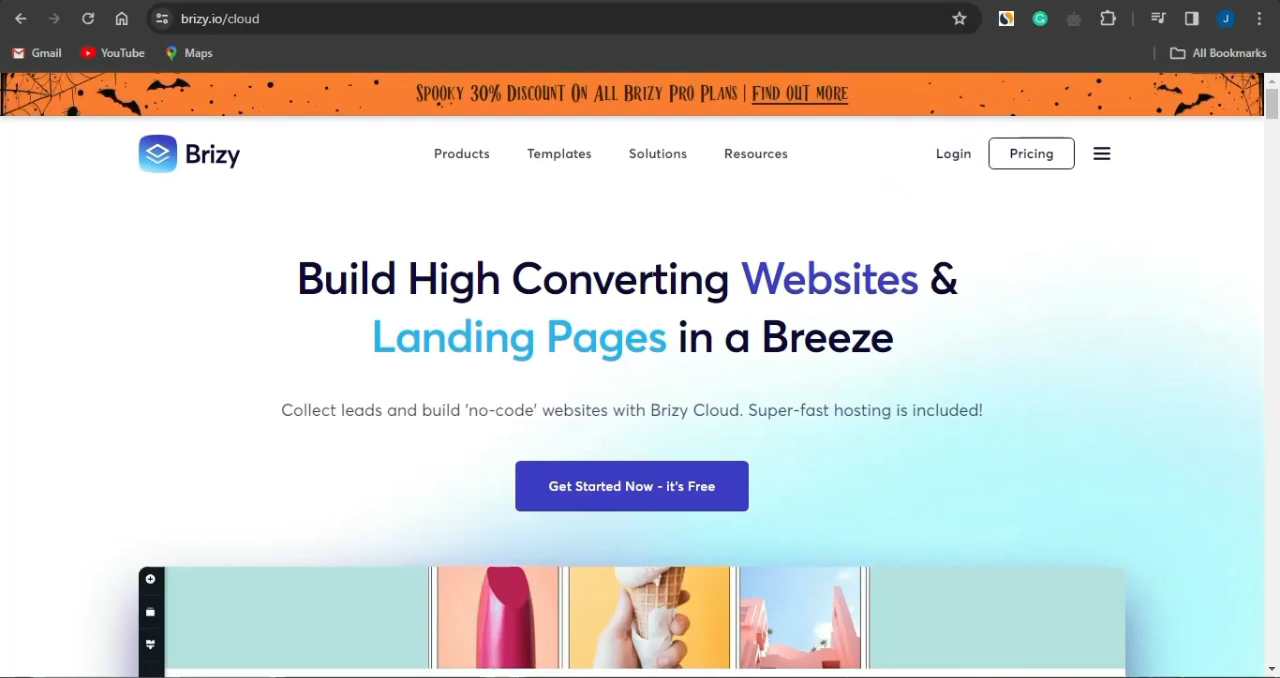 brizy.io/cloud
J
Gmail
YouTube
Maps
All Bookmarks
Spooky 30% Discount On All Brizy Pro Plans | Find out more
Brizy
Products
Templates
Solutions
Resources
Login
Pricing
Build High Converting Websites &
Landing Pages in a Breeze
Collect leads and build 'no-code' websites with Brizy Cloud. Super-fast hosting is included!
Get Started Now - it's Free